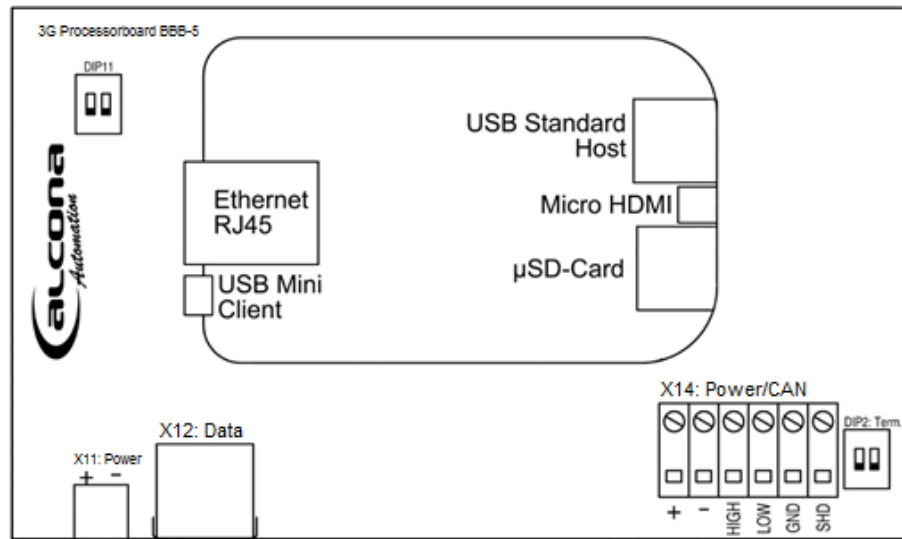 3G Processorboard BBB-5
DIP11
alcona
Automation
USB Standard
Host
Ethernet
RJ45
Micro HDMI
µSD-Card
USB Mini
Client
X14: Power/CAN
DIP2: Term.
X12: Data
X11: Power
+ -
+ - HIGH LOW GND SHD